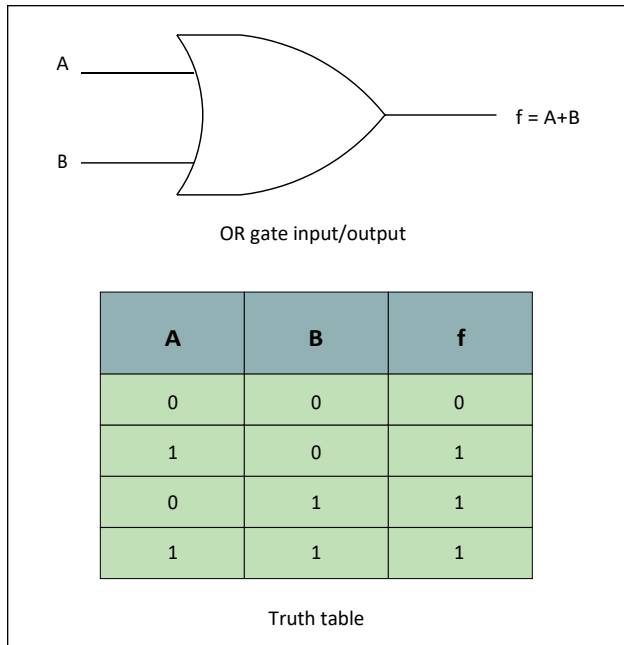 A
B
f = A+B
OR gate input/output
A B f
0 0 0
1 0 1
0 1 1
1 1 1
Truth table